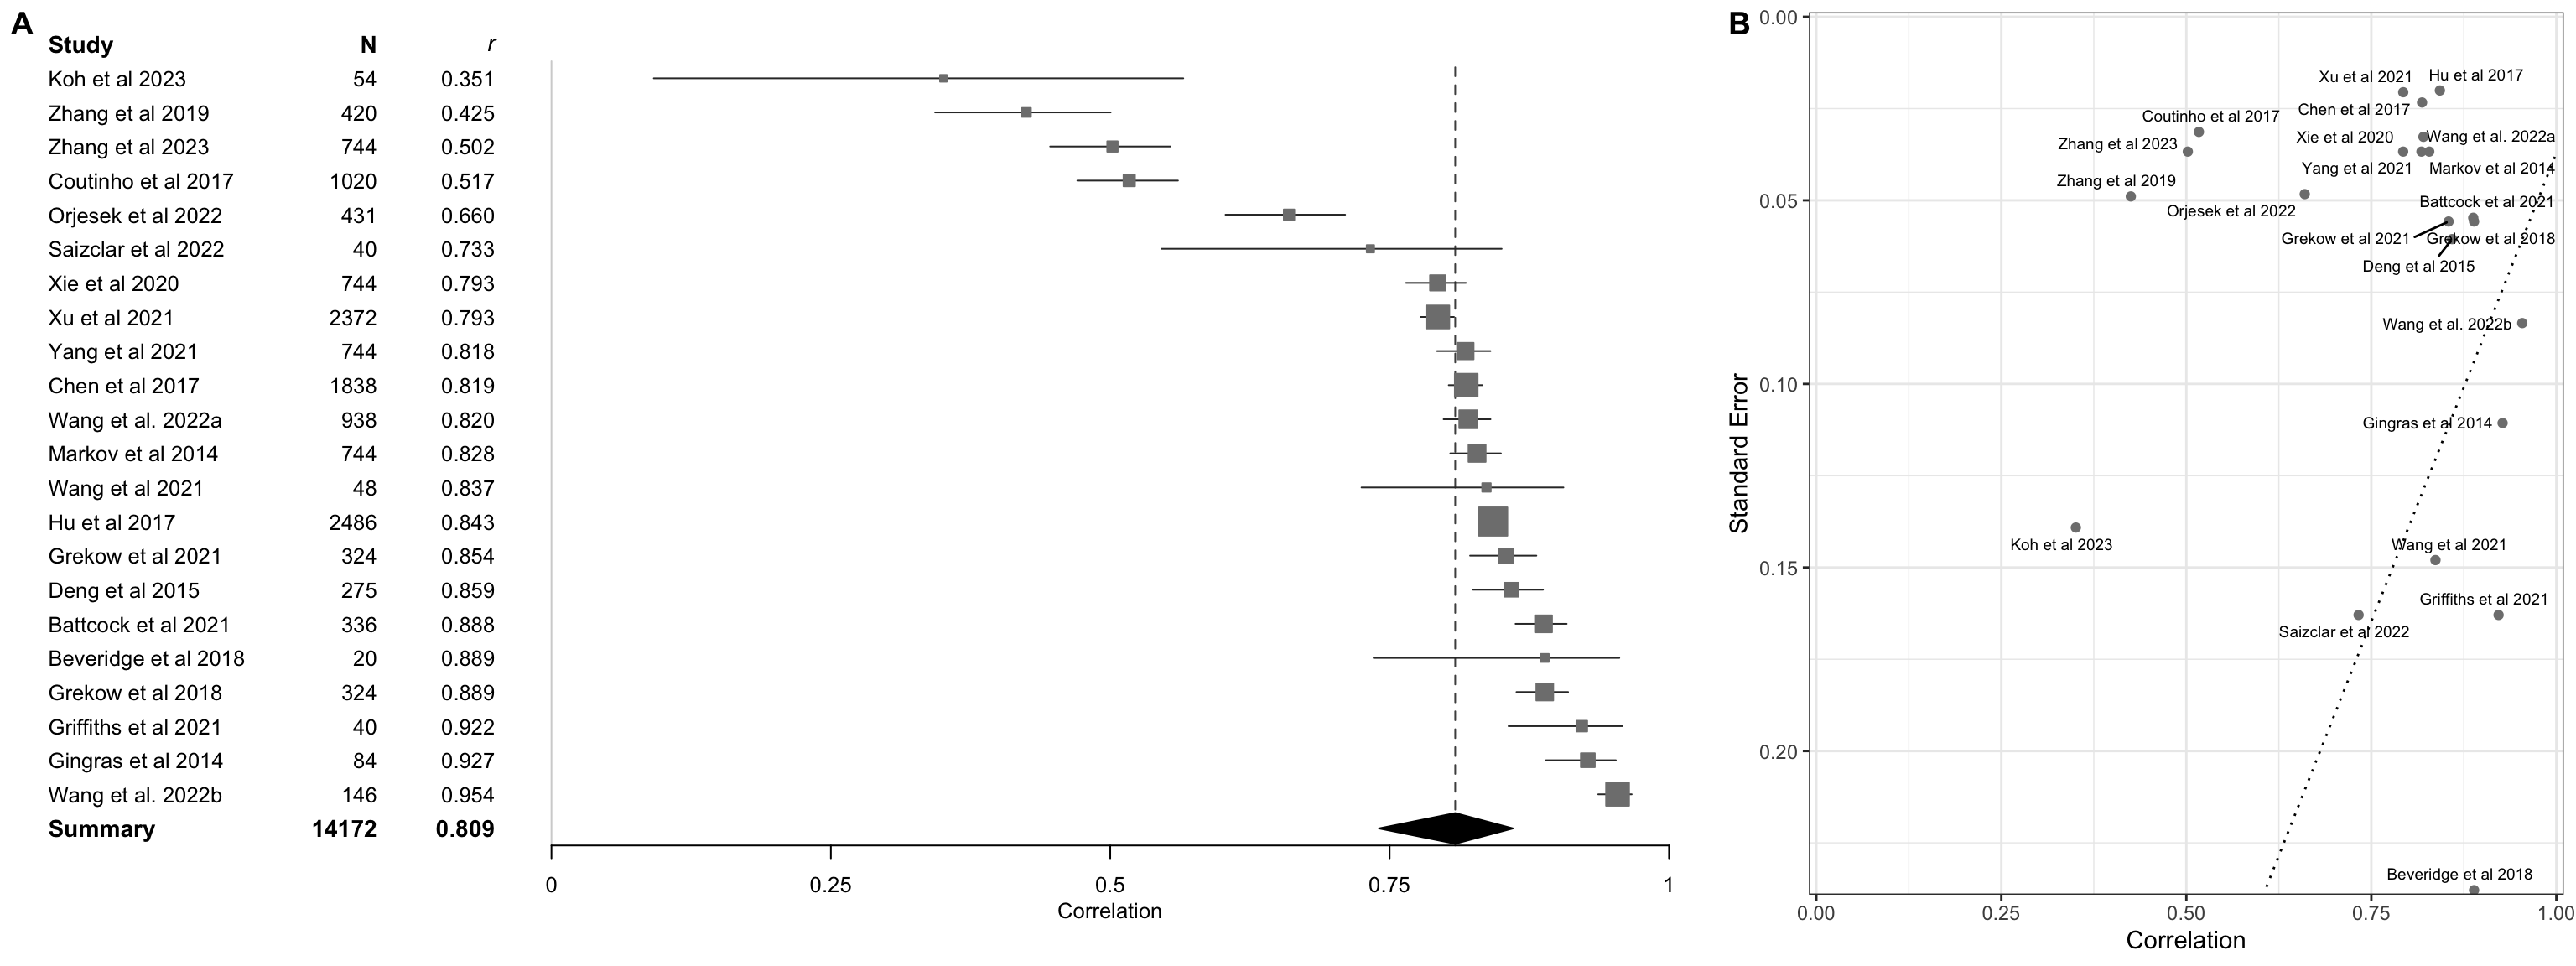 A
Study N r
Koh et al 2023 54 0.351
Zhang et al 2019 420 0.425
Zhang et al 2023 744 0.502
Coutinho et al 2017 1020 0.517
Orjesek et al 2022 431 0.660
Saizclar et al 2022 40 0.733
Xie et al 2020 744 0.793
Xu et al 2021 2372 0.793
Yang et al 2021 744 0.818
Chen et al 2017 1838 0.819
Wang et al. 2022a 938 0.820
Markov et al 2014 744 0.828
Wang et al 2021 48 0.837
Hu et al 2017 2486 0.843
Grekow et al 2021 324 0.854
Deng et al 2015 275 0.859
Battcock et al 2021 336 0.888
Beveridge et al 2018 20 0.889
Grekow et al 2018 324 0.889
Griffiths et al 2021 40 0.922
Gingras et al 2014 84 0.927
Wang et al. 2022b 146 0.954
Summary 14172 0.809
0 0.25 0.5 0.75 1
Correlation
B
Standard Error
0.00
0.05
0.10
0.15
0.20
Xu et al 2021
Hu et al 2017
Chen et al 2017
Coutinho et al 2017
Xie et al 2020
Wang et al. 2022a
Zhang et al 2023
Yang et al 2021
Markov et al 2014
Zhang et al 2019
Battcock et al 2021
Orjesek et al 2022
Grekow et al 2021
Grekow et al 2018
Deng et al 2015
Wang et al. 2022b
Gingras et al 2014
Koh et al 2023
Wang et al 2021
Griffiths et al 2021
Saizclar et al 2022
Beveridge et al 2018
0.00 0.25 0.50 0.75 1.00
Correlation